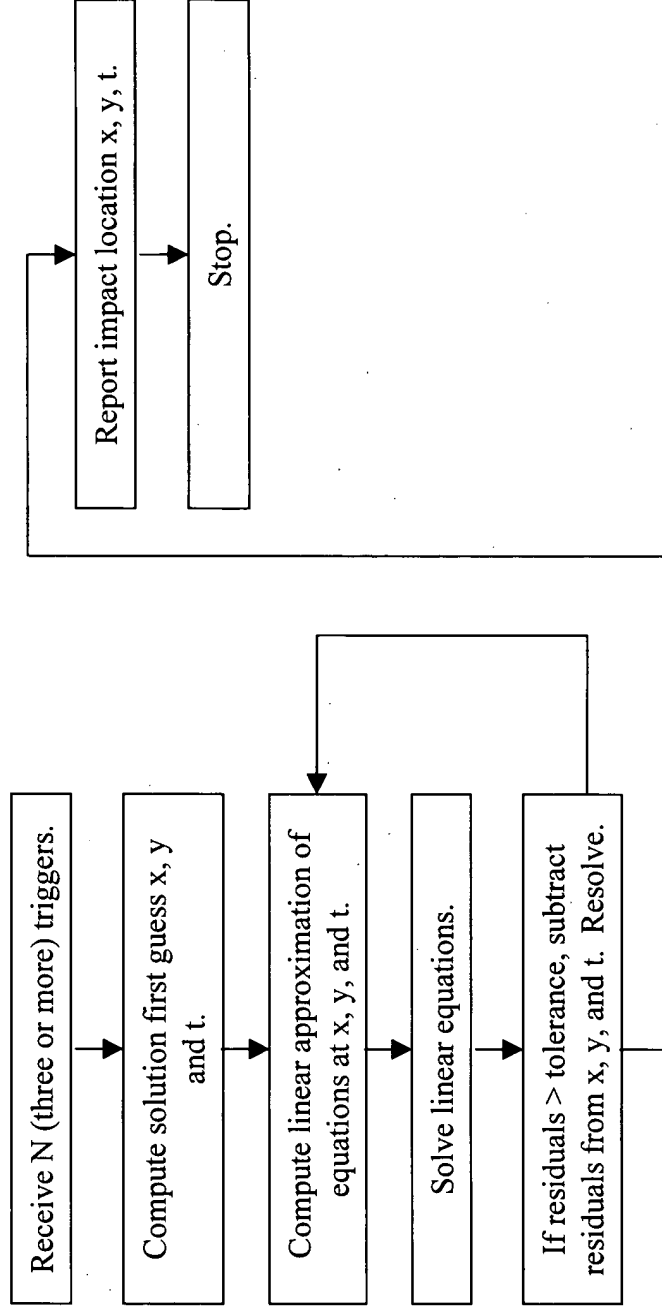 Receive N (three or more) triggers.
Compute solution first guess x, y
and t.
Compute linear approximation of
equations at x, y, and t.
Solve linear equations.
If residuals > tolerance, subtract
residuals from x, y, and t. Resolve.
Report impact location x, y, t.
Stop.